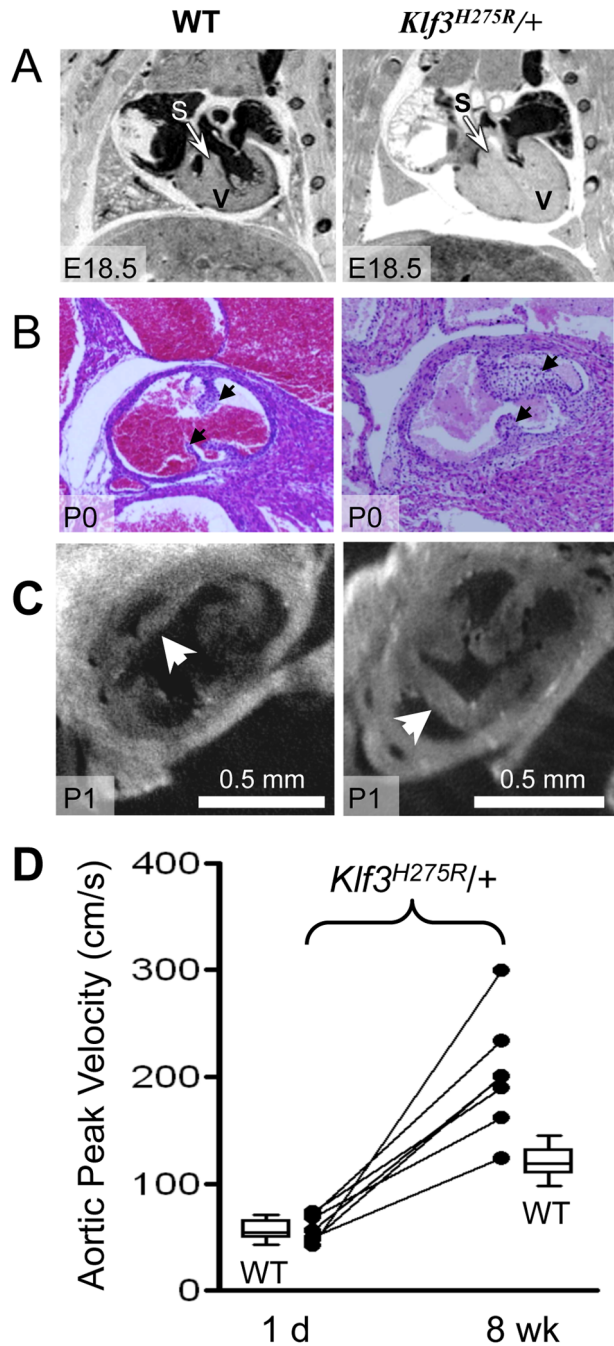 WT Klf3H275R/+
A
S S
V V
E18.5 E18.5
B
P0 P0
C
P1 0.5 mm P1 0.5 mm
D
Klf3H275R/+
Aortic Peak Velocity (cm/s)
400
300
200
100
0
WT WT
1 d 8 wk